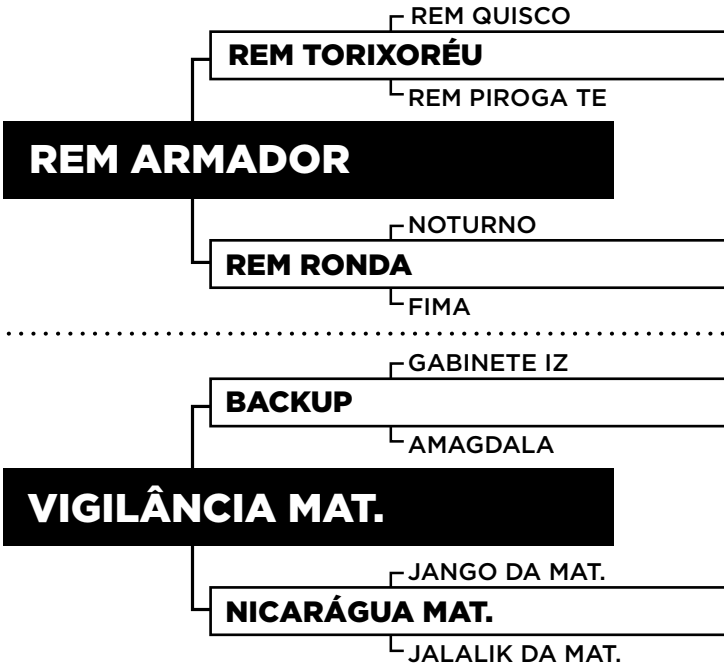 REM QUISCO
REM TORIXORÉU
REM PIROGA TE
REM ARMADOR
NOTURNO
REM RONDA
FIMA
GABINETE IZ
BACKUP
AMAGDALA
VIGILÂNCIA MAT.
JANGO DA MAT.
NICARÁGUA MAT.
JALALIK DA MAT.